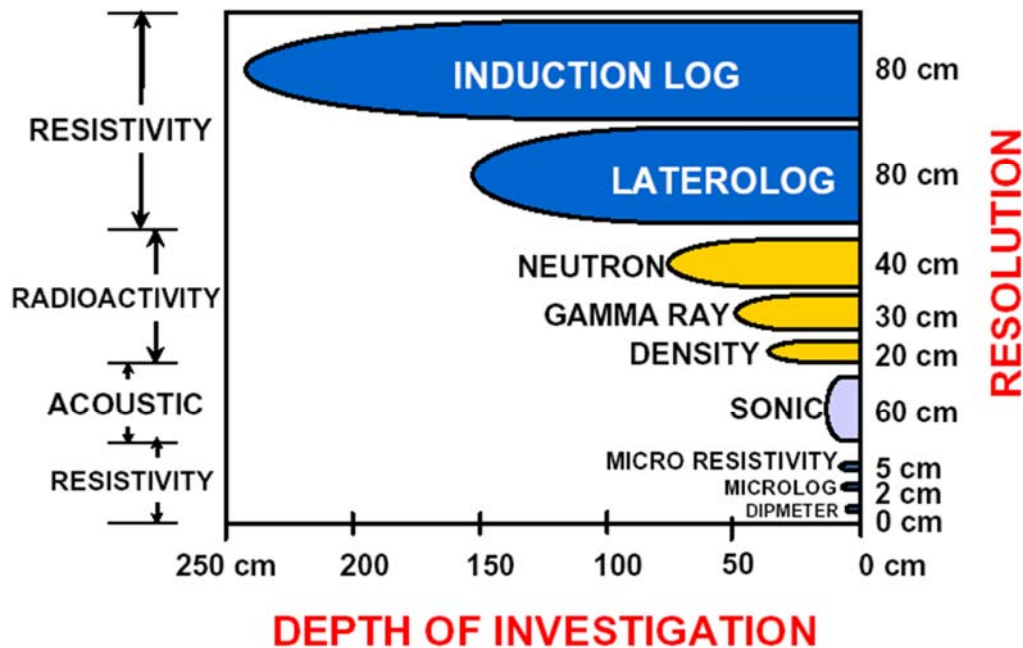 RESISTIVITY
RADIOACTIVITY
ACOUSTIC
RESISTIVITY
INDUCTION LOG
LATEROLOG
NEUTRON
GAMMA RAY
DENSITY
SONIC
MICRO RESISTIVITY
MICROLOG
DIPMETER
80 cm
80 cm
40 cm
30 cm
20 cm
60 cm
5 cm
2 cm
0 cm
RESOLUTION
250 cm 200 150 100 50 0 cm
DEPTH OF INVESTIGATION